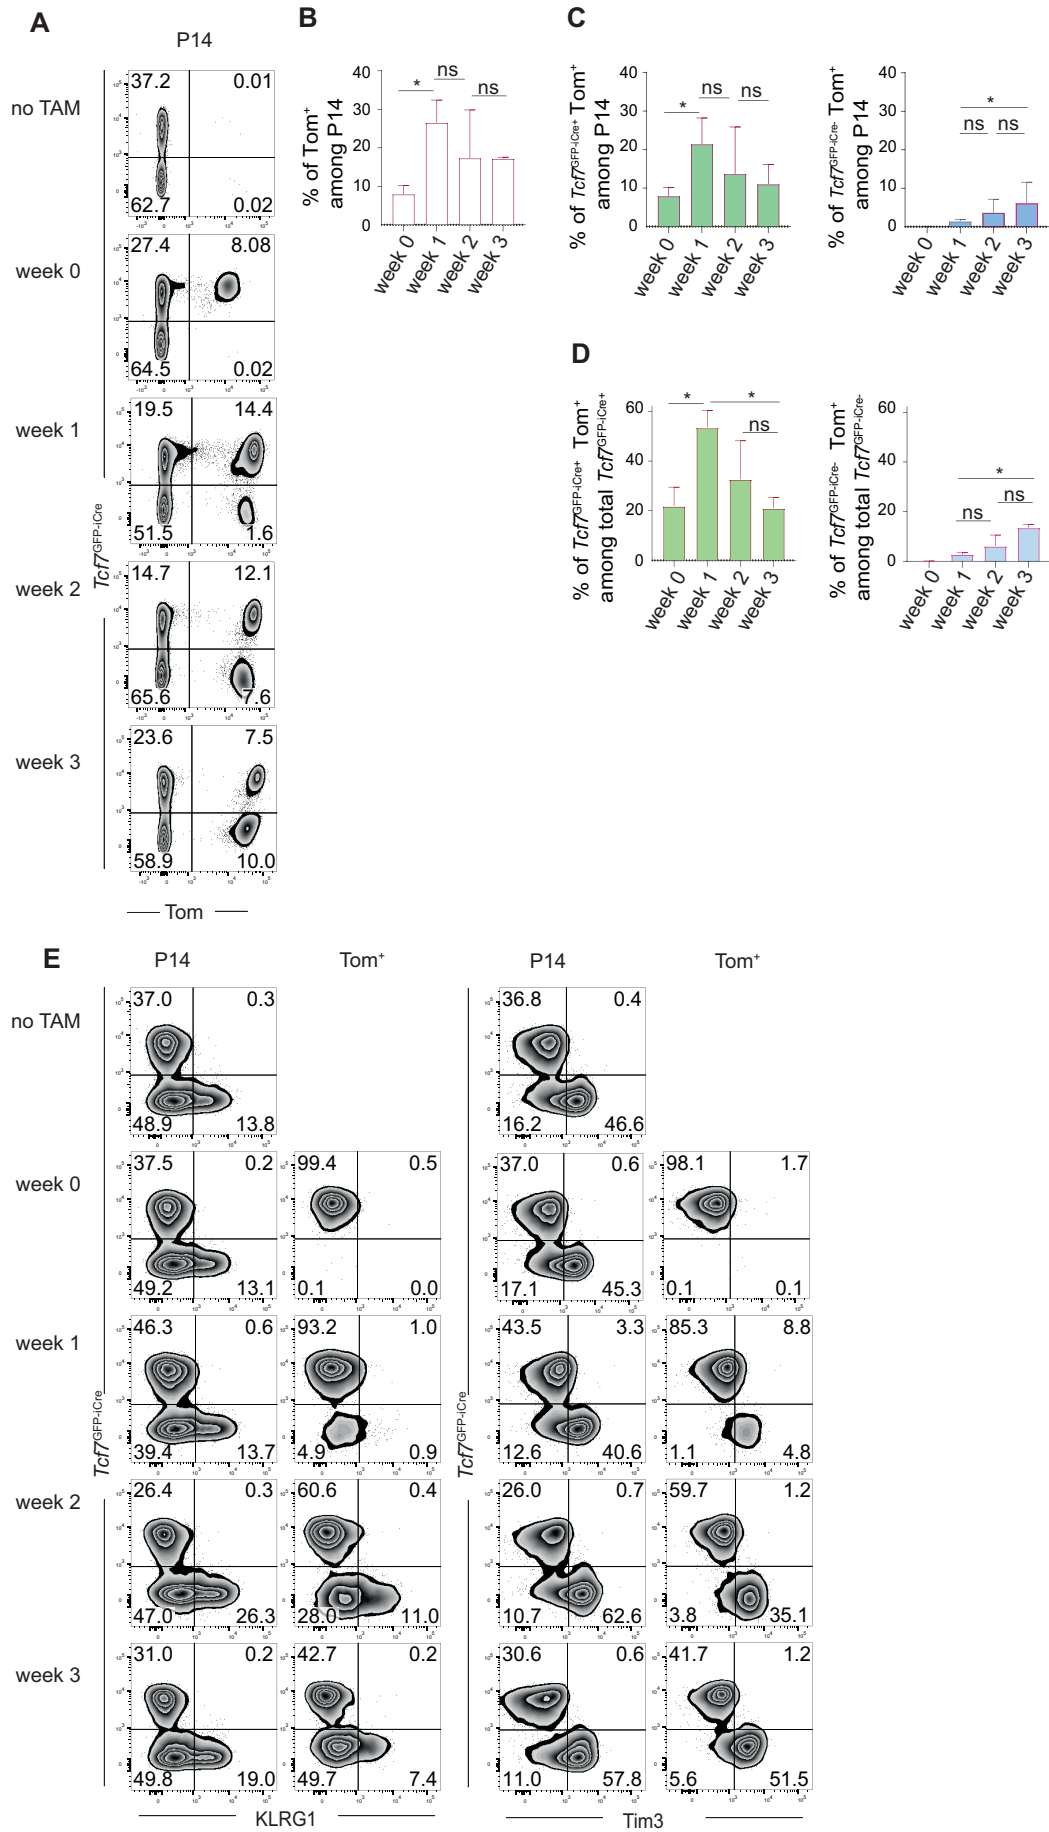 A
P14
no TAM
37.2 0.01
62.7 0.02
week 0
27.4 8.08
64.5 0.02
week 1
19.5 14.4
51.5 1.6
week 2
14.7 12.1
65.6 7.6
week 3
23.6 7.5
58.9 10.0
Tcf7GFP-iCre
Tom
B
% of Tom+
among P14
40
30
20
10
0
* ns ns
week 0 week 1 week 2 week 3
C
% of Tcf7GFP-iCre+ Tom+
among P14
40
30
20
10
0
* ns ns
week 0 week 1 week 2 week 3
% of Tcf7GFP-iCre- Tom+
among P14
40
30
20
10
0
*
ns ns
week 0 week 1 week 2 week 3
D
% of Tcf7GFP-iCre+ Tom+
among total Tcf7GFP-iCre+
60
40
20
0
* *
ns
week 0 week 1 week 2 week 3
% of Tcf7GFP-iCre- Tom+
among total Tcf7GFP-iCre-
60
40
20
0
*
ns
ns
week 0 week 1 week 2 week 3
E
P14 Tom+ P14 Tom+
no TAM
37.0 0.3 36.8 0.4
48.9 13.8 16.2 46.6
week 0
37.5 0.2 99.4 0.5 37.0 0.6 98.1 1.7
49.2 13.1 0.1 0.0 17.1 45.3 0.1 0.1
week 1
46.3 0.6 93.2 1.0 43.5 3.3 85.3 8.8
39.4 13.7 4.9 0.9 12.6 40.6 1.1 4.8
week 2
26.4 0.3 60.6 0.4 26.0 0.7 59.7 1.2
47.0 26.3 28.0 11.0 10.7 62.6 3.8 35.1
week 3
31.0 0.2 42.7 0.2 30.6 0.6 41.7 1.2
49.8 19.0 49.7 7.4 11.0 57.8 5.6 51.5
Tcf7GFP-iCre
Tcf7GFP-iCre
KLRG1 Tim3